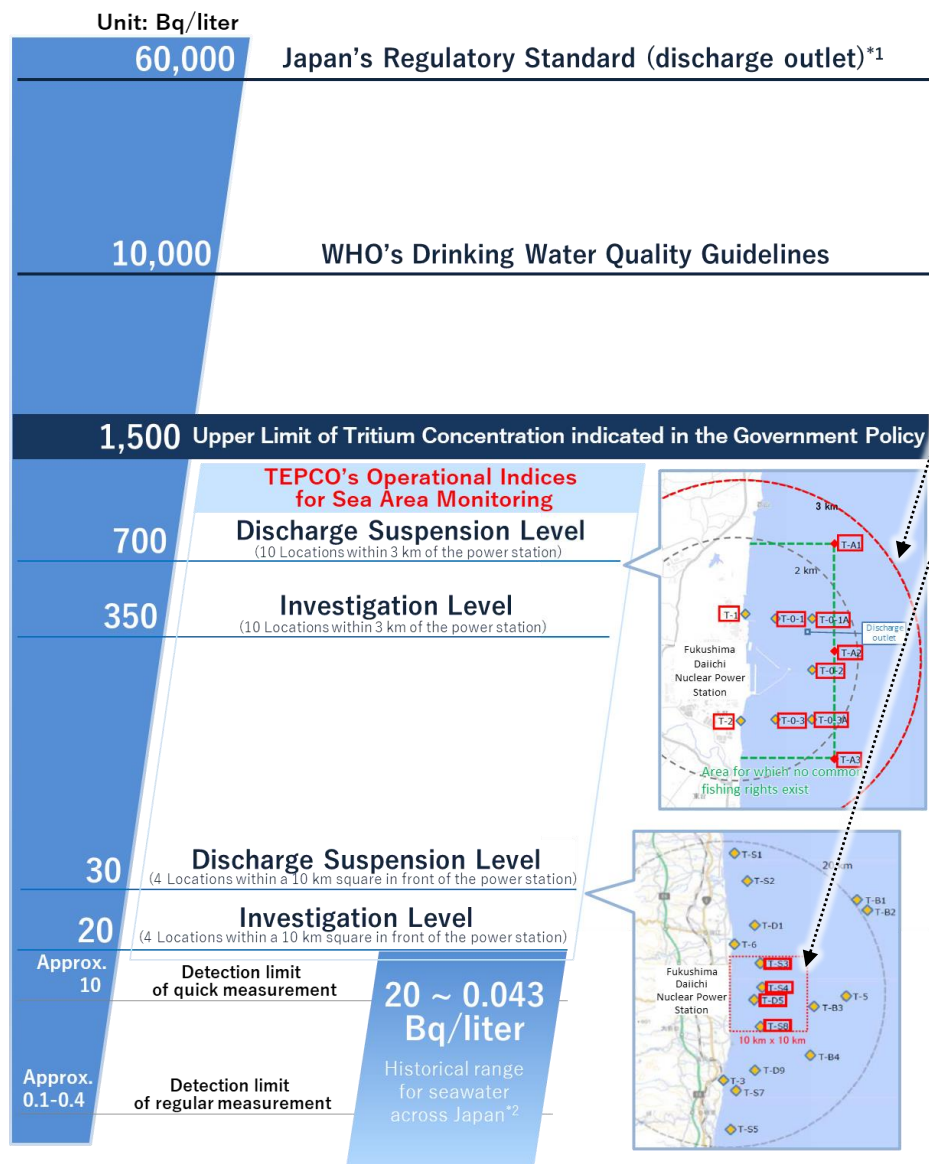 Unit: Bq/liter
60,000
Japan's Regulatory Standard (discharge outlet)*1
10,000
WHO's Drinking Water Quality Guidelines
1,500
Upper Limit of Tritium Concentration indicated in the Government Policy
TEPCO's Operational Indices
for Sea Area Monitoring
700
Discharge Suspension Level
(10 Locations within 3 km of the power station)
350
Investigation Level
(10 Locations within 3 km of the power station)
3 km
T-A1
2 km
T-1
T-0-1
T-0-1A
Discharge
outlet
Fukushima
Daiichi
Nuclear Power
Station
T-A2
T-0-2
T-2
T-0-3
T-0-3A
T-A3
Area for which no common
fishing rights exist
30
Discharge Suspension Level
(4 Locations within a 10 km square in front of the power station)
20
Investigation Level
(4 Locations within a 10 km square in front of the power station)
Approx.
10
Detection limit
of quick measurement
20 ~ 0.043
Bq/liter
Historical range
for seawater
across Japan*2
Approx.
0.1-0.4
Detection limit
of regular measurement
T-S1
20 km
T-S2
T-B1
T-B2
T-D1
T-6
T-S3
Fukushima
Daiichi
Nuclear Power
Station
T-S4
T-D5
T-5
T-B3
T-S8
10 km x 10 km
T-B4
T-D9
T-3
T-S7
T-S5